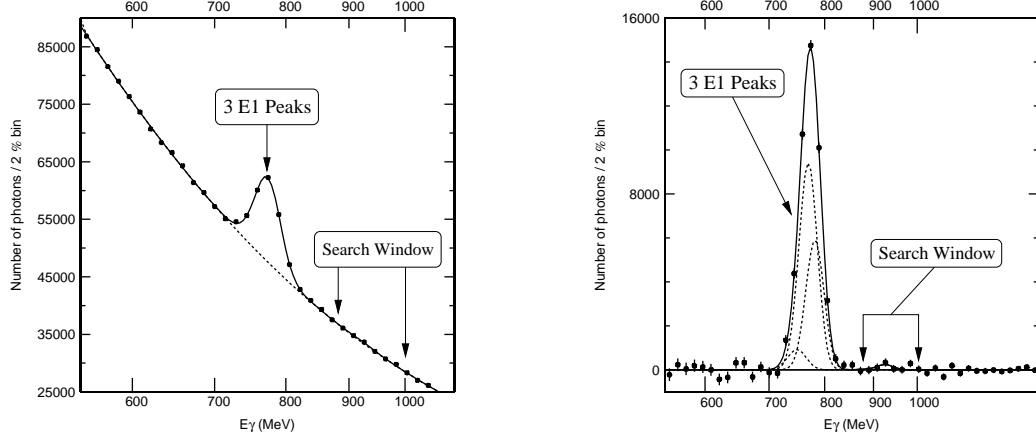 600 700 800 900 1000
85000
75000
65000
55000
45000
35000
25000
Number of photons / 2 % bin
3 E1 Peaks
Search Window
600 700 800 900 1000
Eγ (MeV)
600 700 800 900 1000
16000
8000
0
Number of photons / 2 % bin
3 E1 Peaks
Search Window
600 700 800 900 1000
Eγ (MeV)